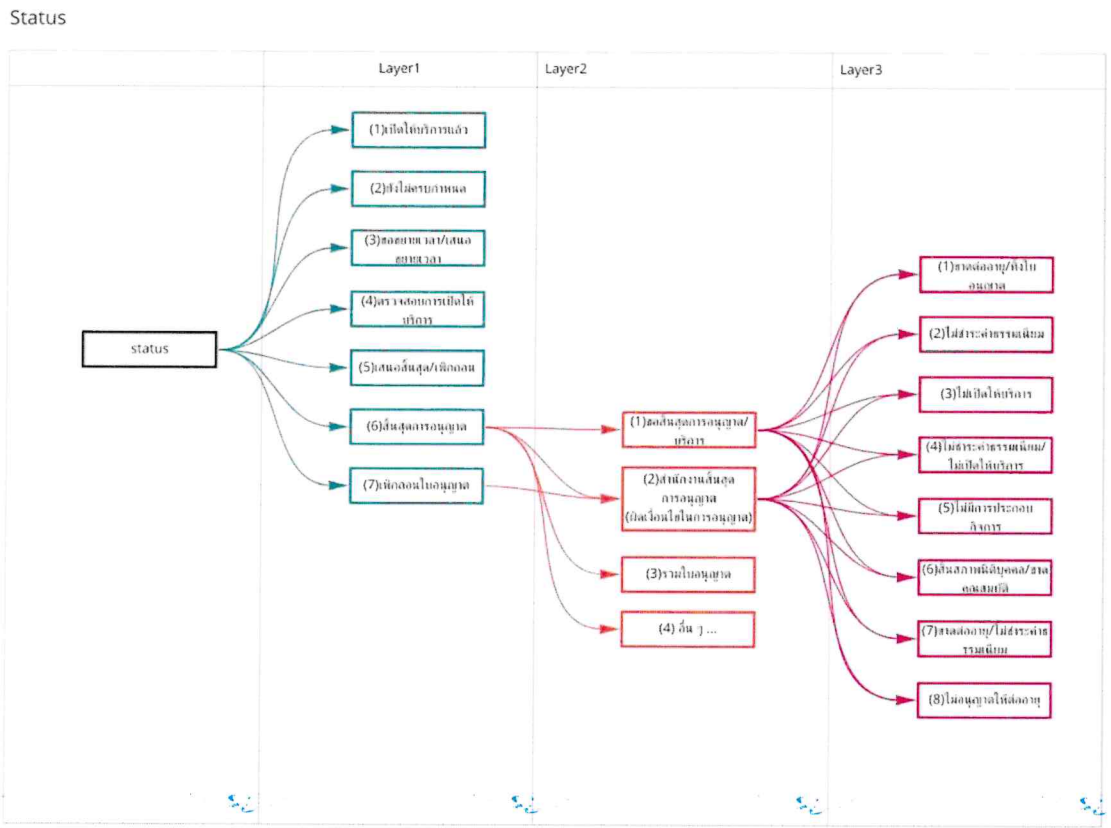 Status
Layer1
Layer2
Layer3
status
(1)เปิดให้บริการแล้ว
(2)ยังไม่ครบกำหนด
(3)ขอขยายเวลา/เสนอ
ขยายเวลา
(4)ตรวจสอบการเปิดให้
บริการ
(5)เสนอสิ้นสุด/เพิกถอน
(6)สิ้นสุดการอนุญาต
(7)เพิกถอนใบอนุญาต
(1)ขอสิ้นสุดการอนุญาต/
บริการ
(2)สำนักงานสิ้นสุด
การอนุญาต
(ผิดเงื่อนไขในการอนุญาต)
(3)รวมใบอนุญาต
(4) อื่น ๆ ...
(1)ขาดต่ออายุ/ทิ้งใบ
อนุญาต
(2)ไม่ชำระค่าธรรมเนียม
(3)ไม่เปิดให้บริการ
(4)ไม่ชำระค่าธรรมเนียม/
ไม่เปิดให้บริการ
(5)ไม่มีการประกอบ
กิจการ
(6)สิ้นสภาพนิติบุคคล/ขาด
คุณสมบัติ
(7)ขาดต่ออายุ/ไม่ชำระค่าธ
รรมเนียม
(8)ไม่อนุญาตให้ต่ออายุ